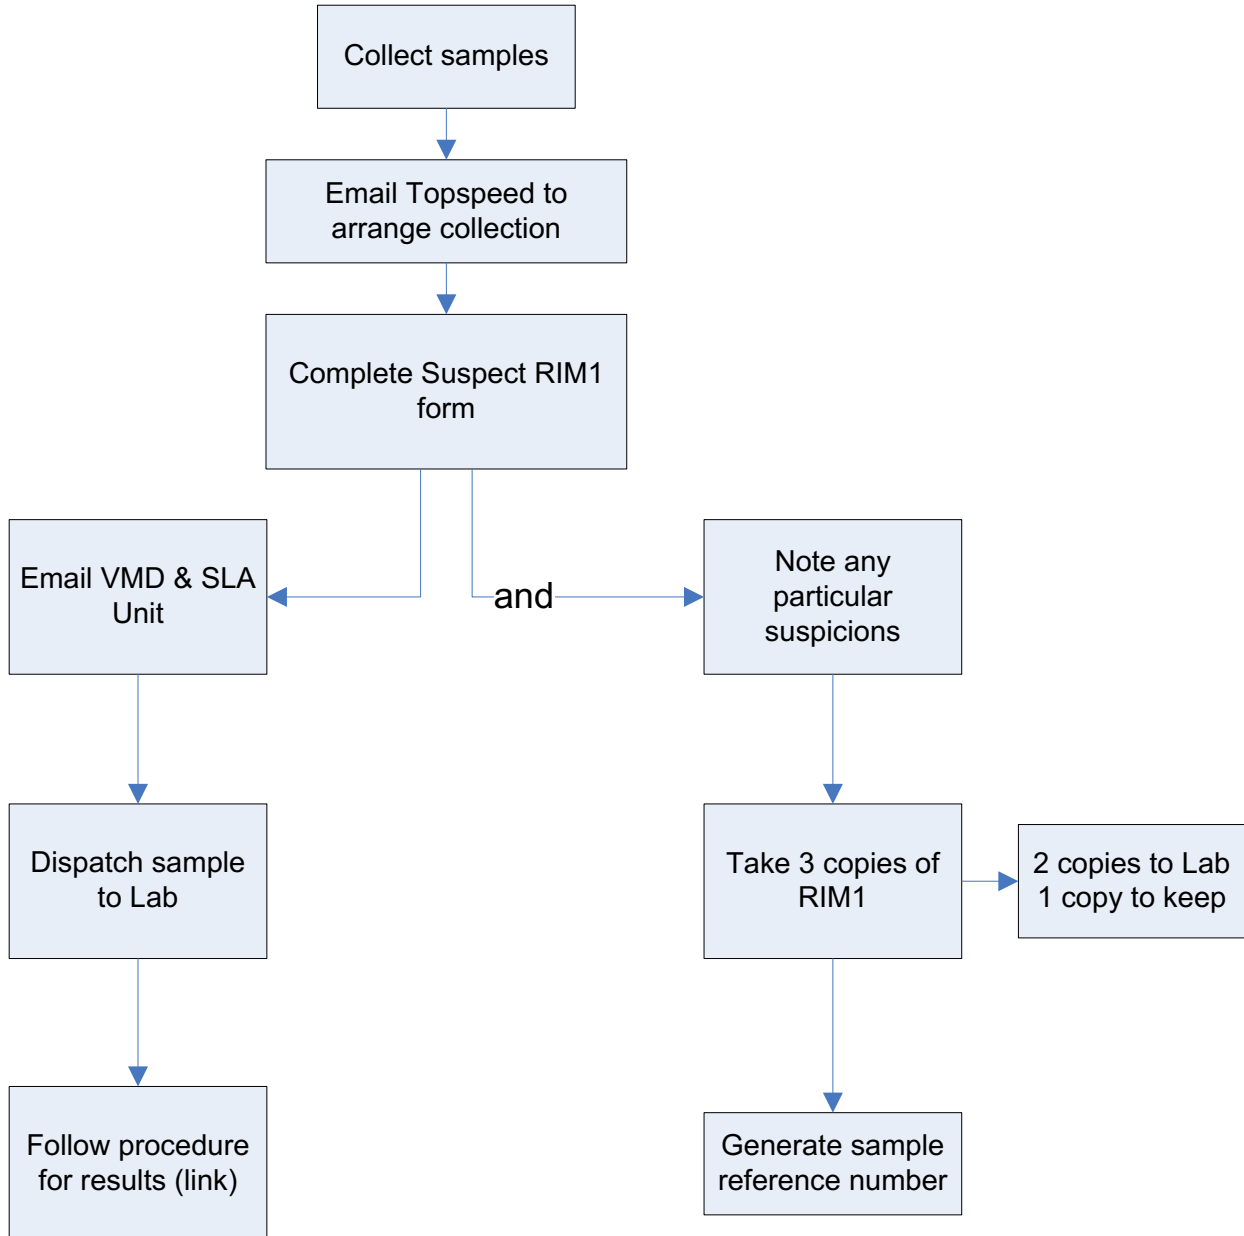 Collect samples
Email Topspeed to
arrange collection
Complete Suspect RIM1
form
Email VMD & SLA
Unit
and
Note any
particular
suspicions
Dispatch sample
to Lab
Take 3 copies of
RIM1
2 copies to Lab
1 copy to keep
Follow procedure
for results (link)
Generate sample
reference number